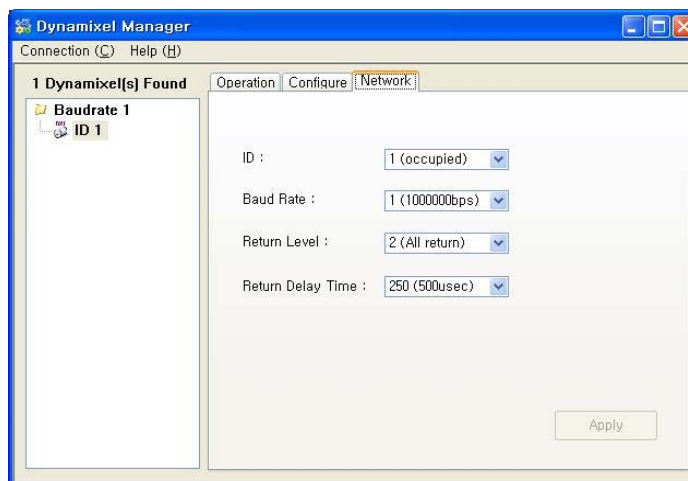 Dynamixel Manager
Connection (C) Help (H)
1 Dynamixel(s) Found
Operation Configure Network
Baudrate 1
ID 1
ID : 1 (occupied)
Baud Rate : 1 (1000000bps)
Return Level : 2 (All return)
Return Delay Time : 250 (500usec)
Apply